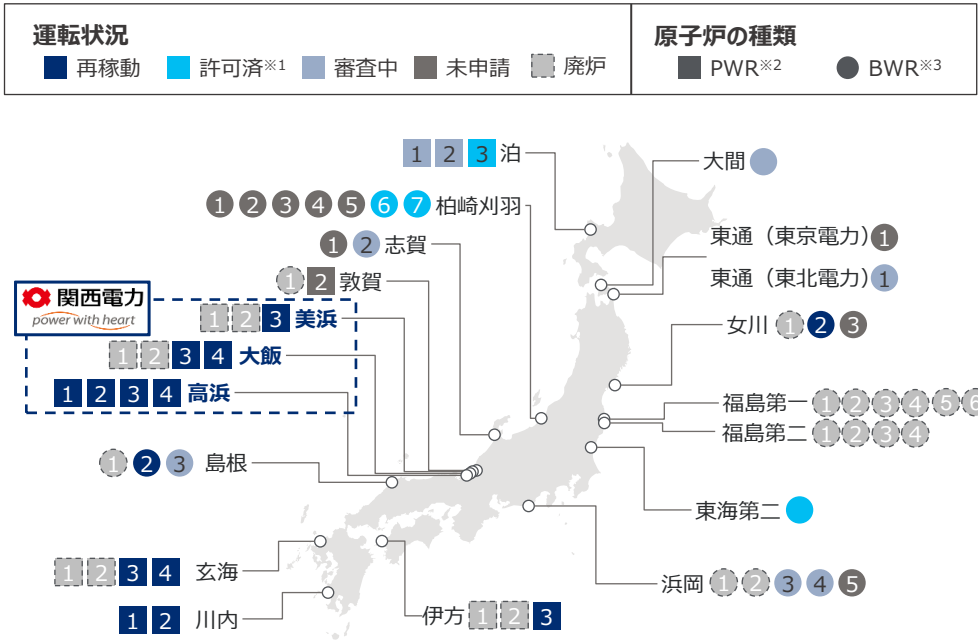 運転状況
再稼動 許可済※1 審査中 未申請 廃炉
原子炉の種類
PWR※2 BWR※3
1 2 3 泊
大間
1 2 3 4 5 6 7 柏崎刈羽
東通（東京電力） 1
1 2 志賀
東通（東北電力） 1
1 2 敦賀
関西電力
power with heart
1 2 3 美浜
女川 1 2 3
1 2 3 4 大飯
1 2 3 4 高浜
福島第一 1 2 3 4 5 6
福島第二 1 2 3 4
1 2 3 島根
東海第二
1 2 3 4 玄海
浜岡 1 2 3 4 5
1 2 川内
伊方 1 2 3